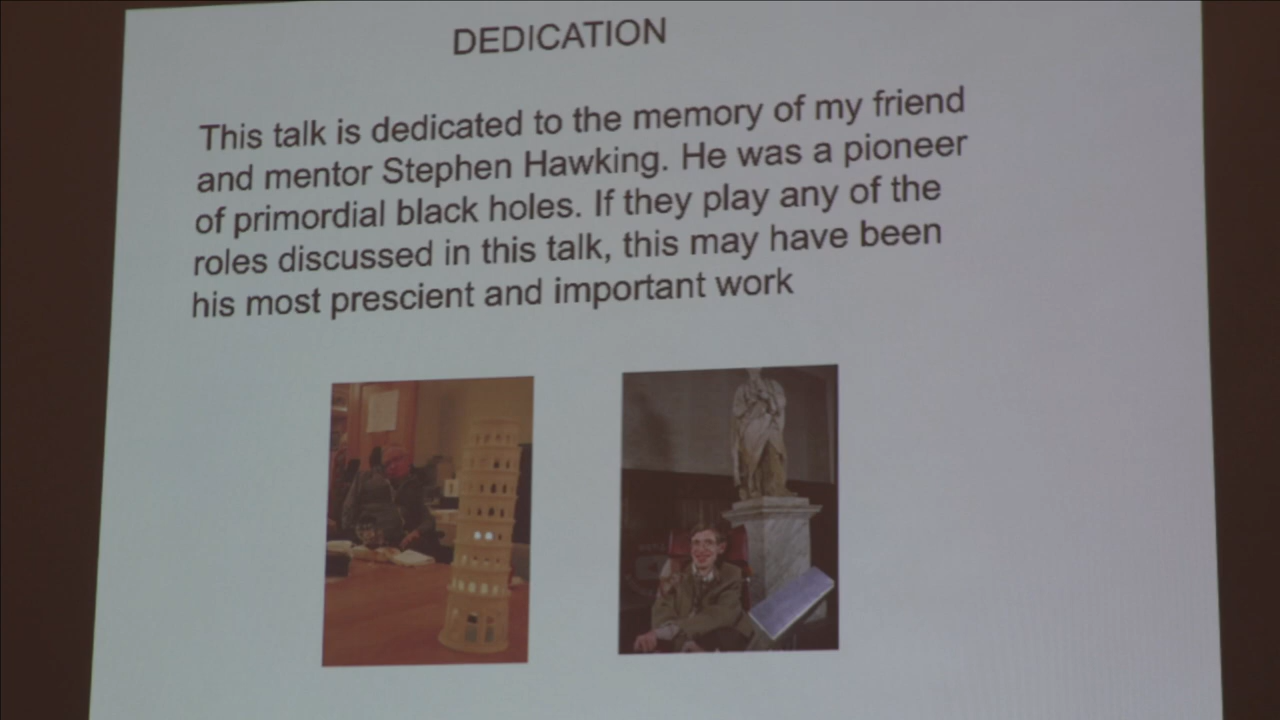 DEDICATION
This talk is dedicated to the memory of my friend
and mentor Stephen Hawking. He was a pioneer
of primordial black holes. If they play any of the
roles discussed in this talk, this may have been
his most prescient and important work